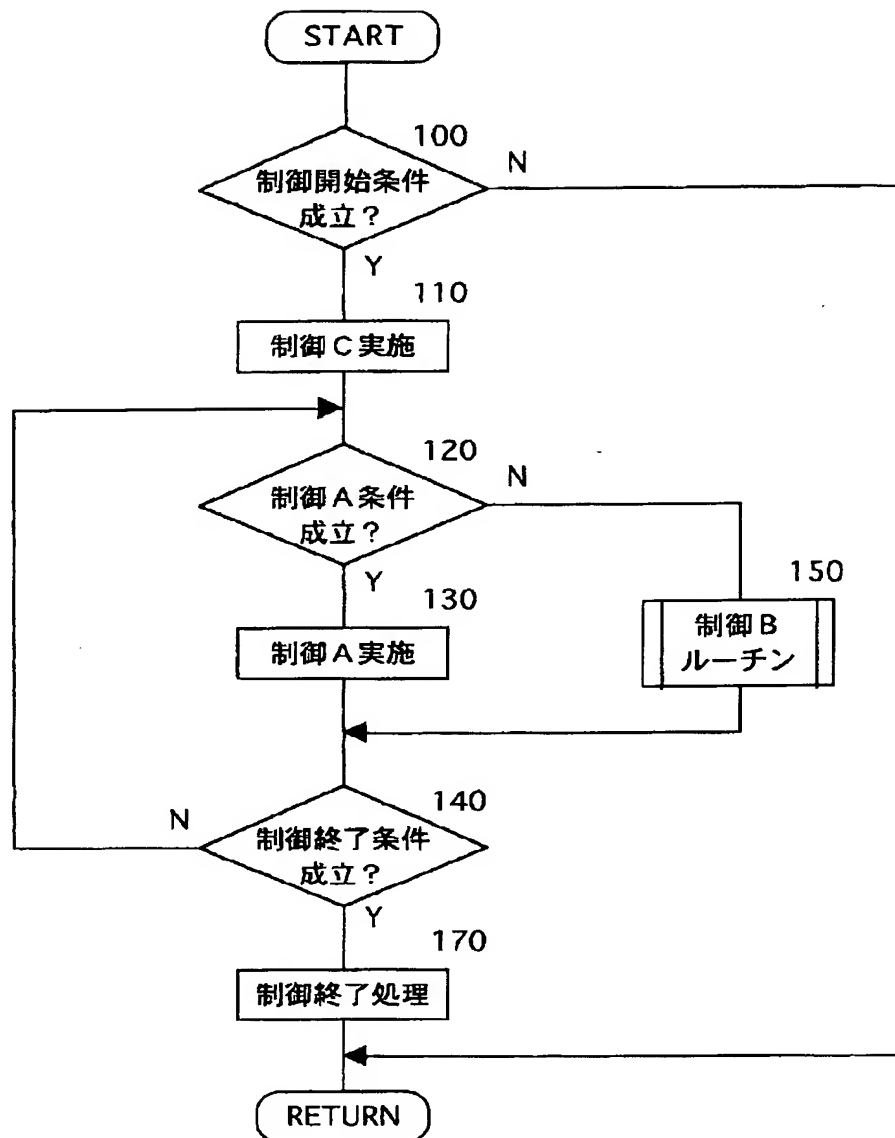 START
100
N
制御開始条件
成立？
Y
110
制御C実施
120
N
制御A条件
成立？
Y
130
150
制御A実施
制御B
ルーチン
140
N
制御終了条件
成立？
Y
170
制御終了処理
RETURN